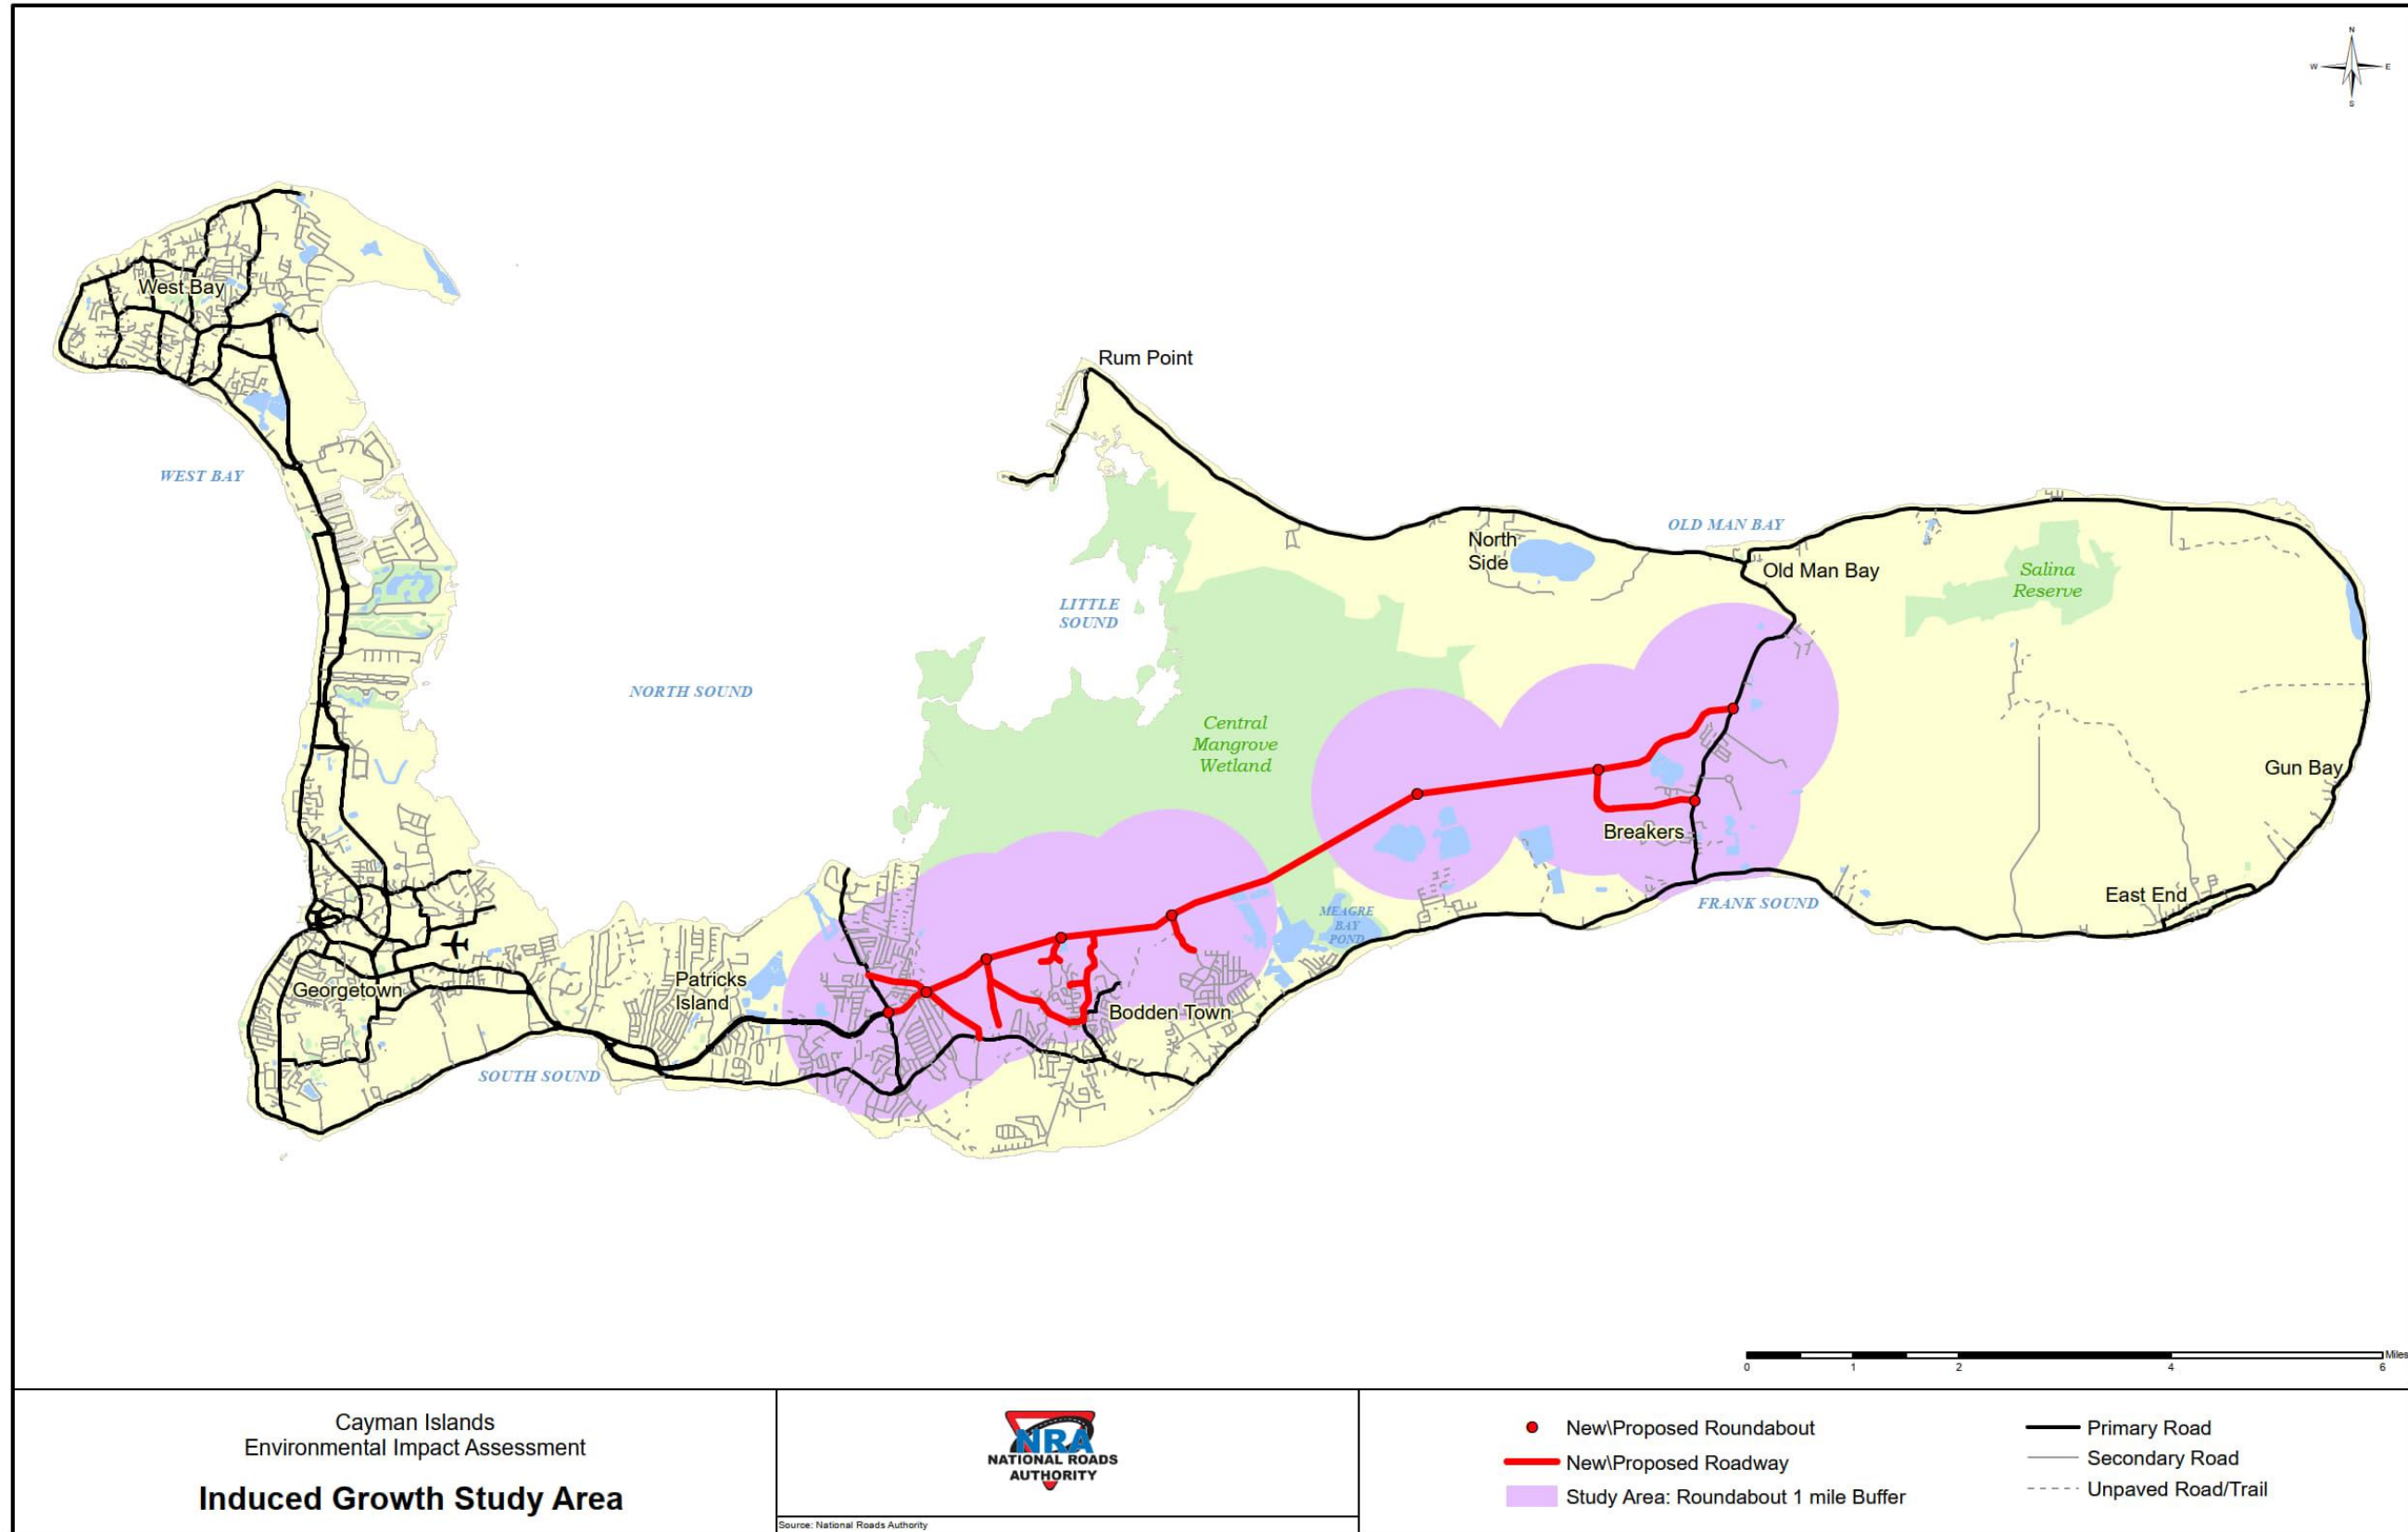 N
W
E
S
West Bay
WEST BAY
Rum Point
North
Side
OLD MAN BAY
Old Man Bay
Salina
Reserve
LITTLE
SOUND
NORTH SOUND
Central
Mangrove
Wetland
Gun Bay
Breakers
East End
FRANK SOUND
MEAGRE
BAY
POND
Patricks
Island
Georgetown
Bodden Town
SOUTH SOUND
Miles
0
1
2
4
6
Cayman Islands
Environmental Impact Assessment
Induced Growth Study Area
NRA
NATIONAL ROADS
AUTHORITY
Source: National Roads Authority
New\Proposed Roundabout
New\Proposed Roadway
Study Area: Roundabout 1 mile Buffer
Primary Road
Secondary Road
Unpaved Road/Trail